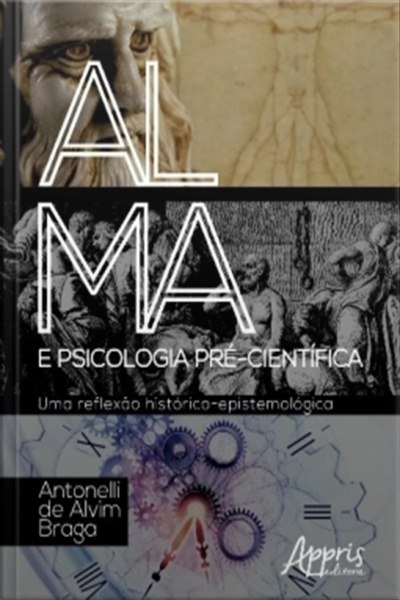 AL
MA
E PSICOLOGIA PRÉ-CIENTÍFICA
Uma reflexão histórico-epistemológica
Antonelli
de Alvim
Braga
Appris
editora